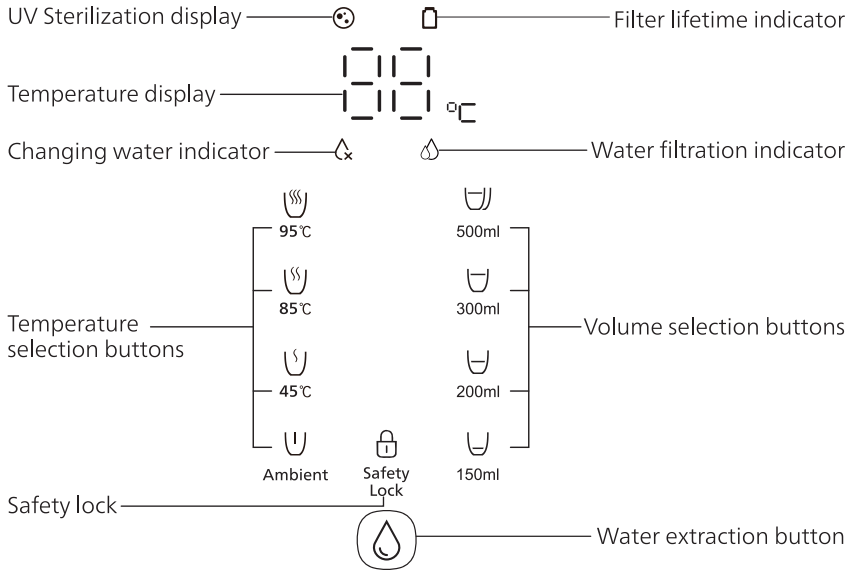 UV Sterilization display
Filter lifetime indicator
Temperature display
88 °C
Changing water indicator
Water filtration indicator
95℃
500ml
85℃
300ml
Temperature
selection buttons
Volume selection buttons
45℃
200ml
Ambient
Safety
Lock
150ml
Safety lock
Water extraction button